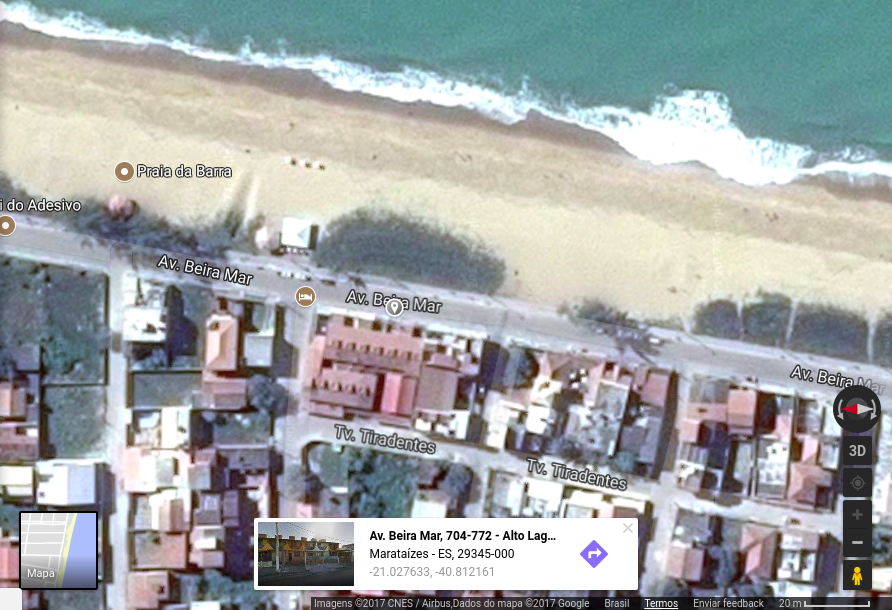 Praia da Barra
i do Adesivo
Av. Beira Mar
Av. Beira Mar
Av. Beira Mar
3D
Tv. Tiradentes
Tv. Tiradentes
Av. Beira Mar, 704-772 - Alto Lag...
Marataízes - ES, 29345-000
-21.027633, -40.812161
Mapa
Imagens ©2017 CNES / Airbus,Dados do mapa ©2017 Google Brasil Termos Enviar feedback 20 m